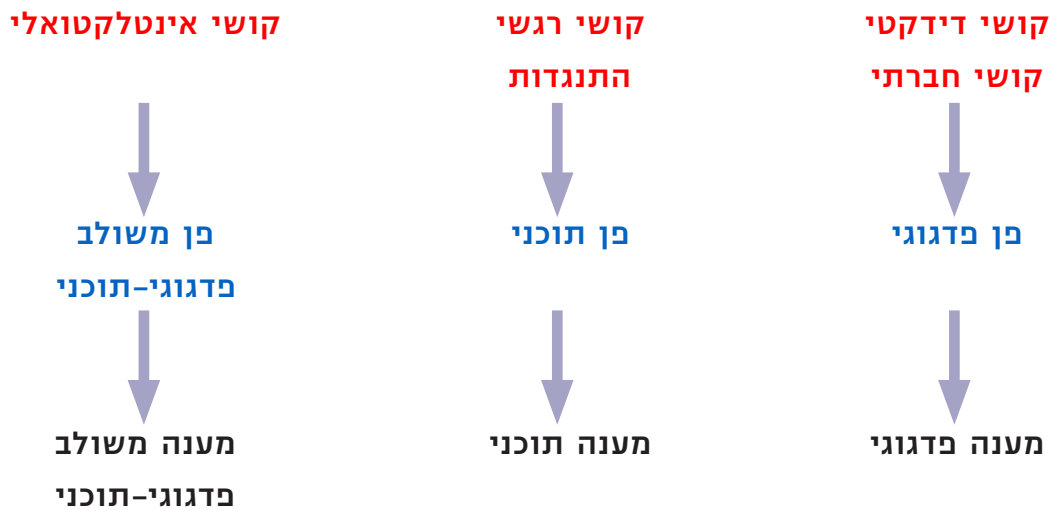 קושי דידקטי
קושי חברתי
פן פדגוגי
מענה פדגוגי
קושי רגשי
התנגדות
פן תוכני
מענה תוכני
קושי אינטלקטואלי
פן משולב
פדגוגי-תוכני
מענה משולב
פדגוגי-תוכני